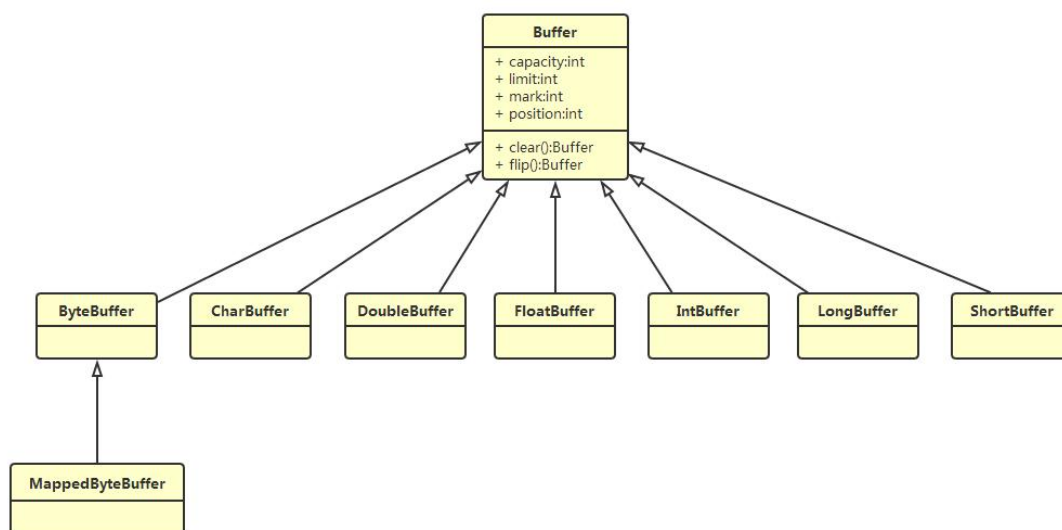 Buffer
+ capacity:int
+ limit:int
+ mark:int
+ position:int
+ clear():Buffer
+ flip():Buffer
ByteBuffer
CharBuffer
DoubleBuffer
FloatBuffer
IntBuffer
LongBuffer
ShortBuffer
MappedByteBuffer